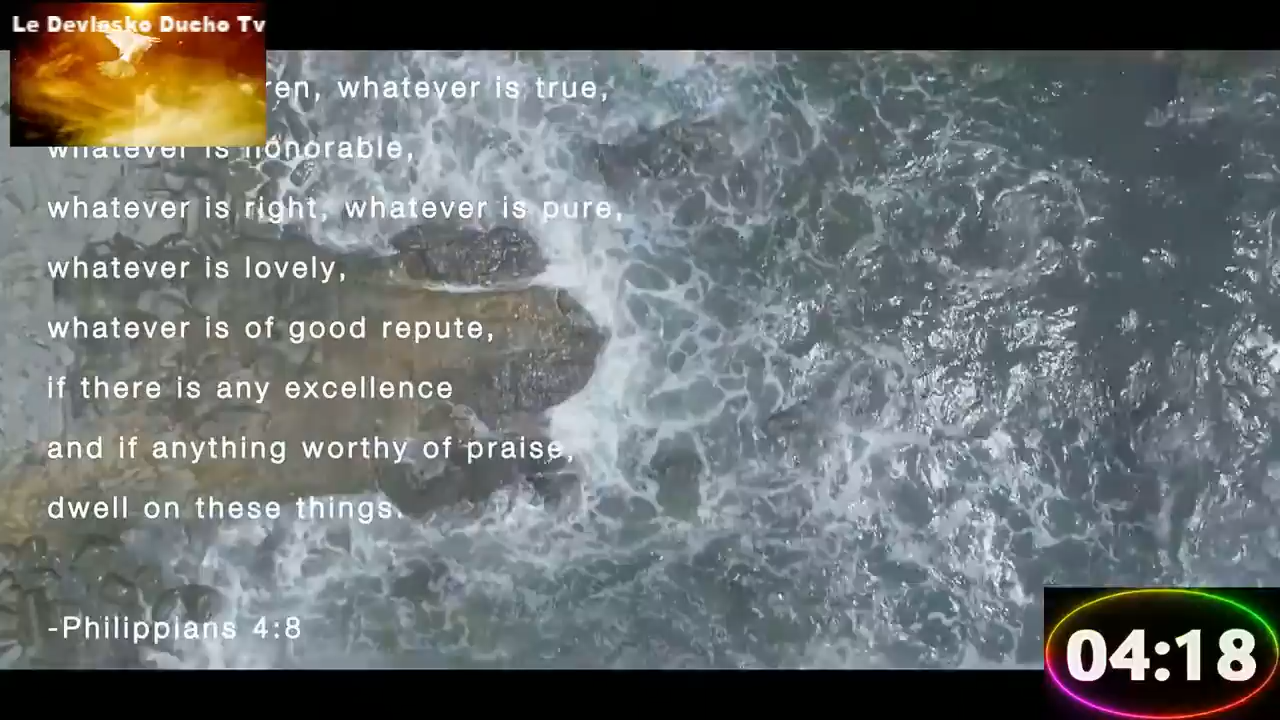 Le Devlasko Ducho Tv
ren, whatever is true,
whatever is honorable,
whatever is right, whatever is pure,
whatever is lovely,
whatever is of good repute,
if there is any excellence
and if anything worthy of praise,
dwell on these things.
-Philippians 4:8
04:18